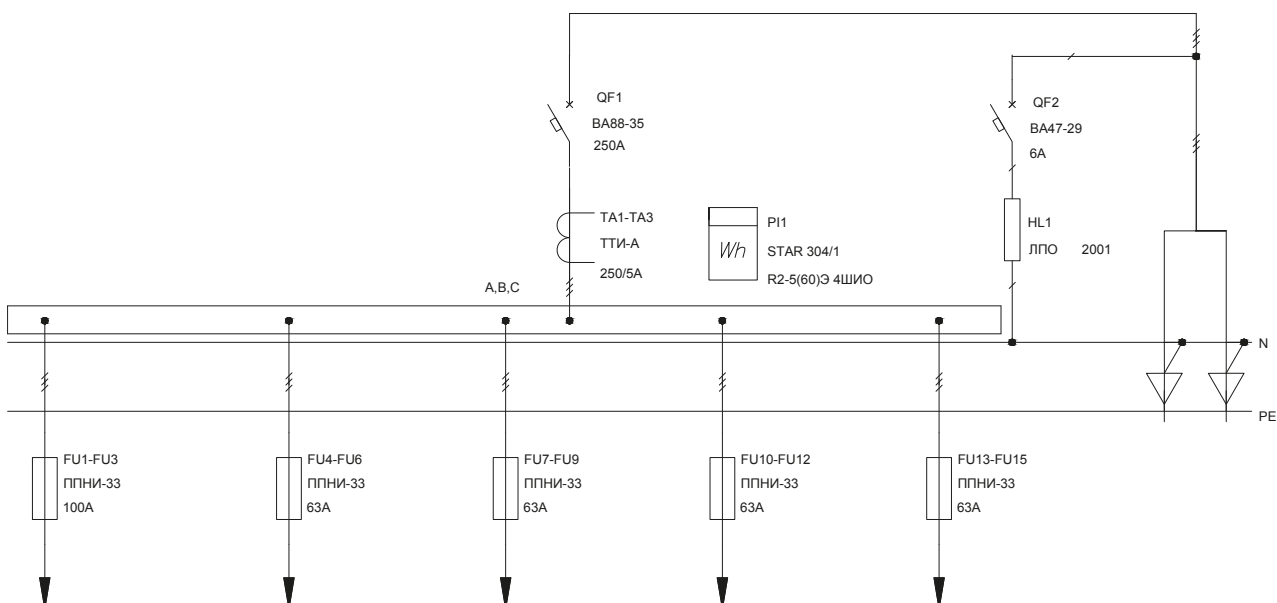 QF1
ВА88-35
250А
QF2
ВА47-29
6А
ТА1-ТА3
ТТИ-А
250/5А
Wh
PI1
STAR 304/1
R2-5(60)Э 4ШИО
HL1
ЛПО 2001
А,В,С
N
PE
FU1-FU3
ППНИ-33
100А
FU4-FU6
ППНИ-33
63А
FU7-FU9
ППНИ-33
63А
FU10-FU12
ППНИ-33
63А
FU13-FU15
ППНИ-33
63А